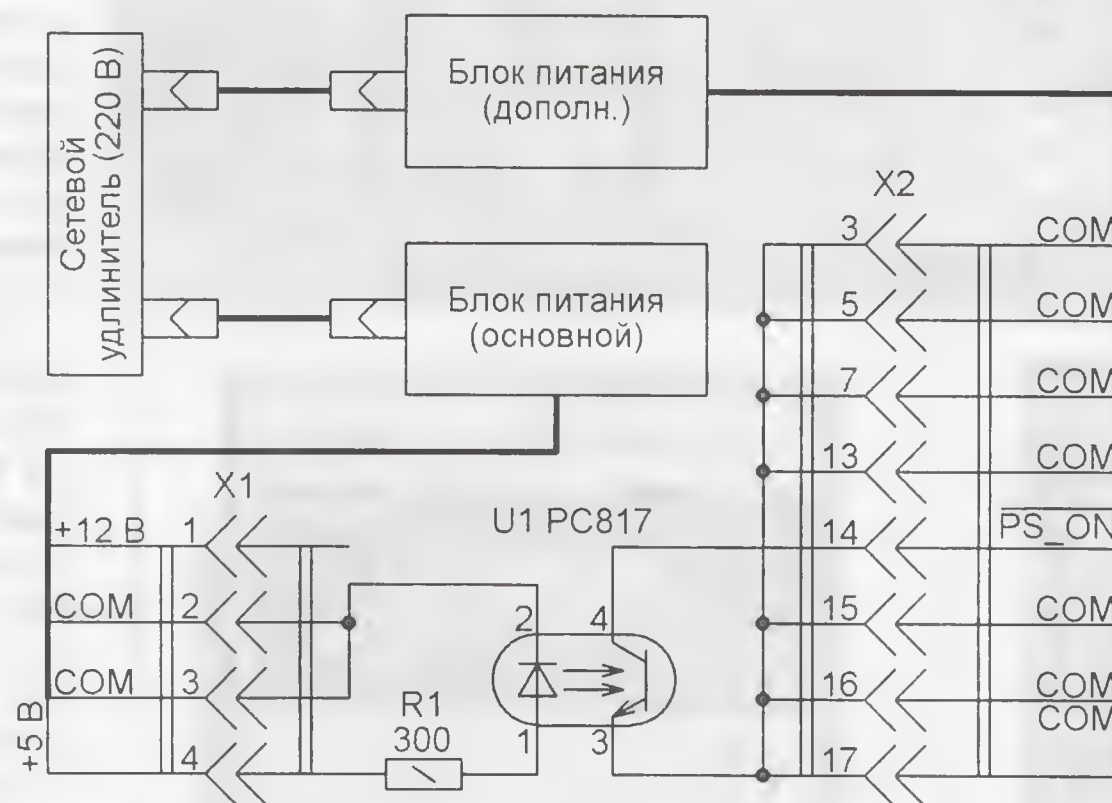 Сетевой
удлинитель (220 В)
Блок питания
(дополн.)
Блок питания
(основной)
X2
3 COM
5 COM
7 COM
13 COM
14 PS_ON
15 COM
16 COM
COM
17
X1
+12 В 1
COM 2
COM 3
+5 В 4
R1
300
U1 PC817
2 4
1 3